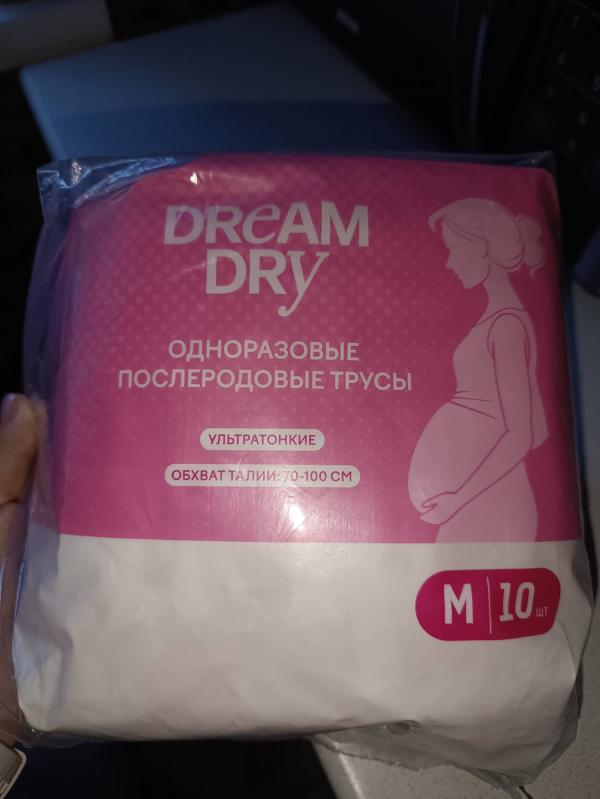 DReAM
DRy
ОДНОРАЗОВЫЕ
ПОСЛЕРОДОВЫЕ ТРУСЫ
УЛЬТРАТОНКИЕ
ОБХВАТ ТАЛИИ: 70-100 СМ
M 10 шт